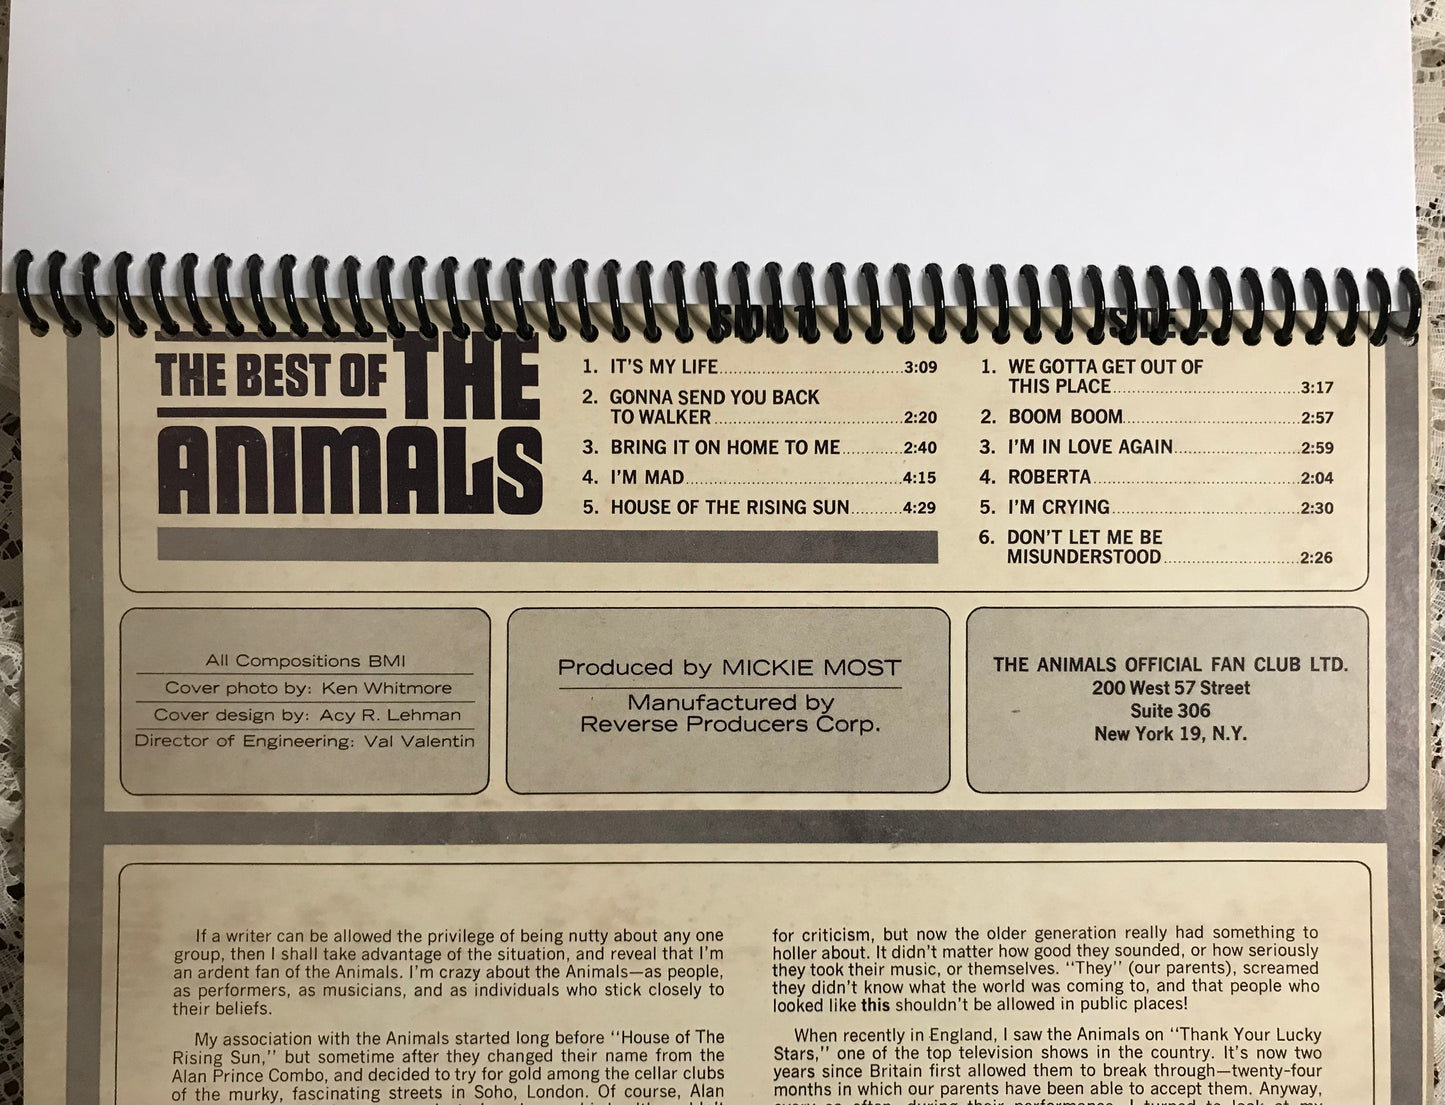 THE BEST OF THE
ANIMALS
SIDE 1
1. IT'S MY LIFE 3:09
2. GONNA SEND YOU BACK
TO WALKER 2:20
3. BRING IT ON HOME TO ME 2:40
4. I'M MAD 4:15
5. HOUSE OF THE RISING SUN 4:29
SIDE 2
1. WE GOTTA GET OUT OF
THIS PLACE 3:17
2. BOOM BOOM 2:57
3. I'M IN LOVE AGAIN 2:59
4. ROBERTA 2:04
5. I'M CRYING 2:30
6. DON'T LET ME BE
MISUNDERSTOOD 2:26
All Compositions BMI
Cover photo by: Ken Whitmore
Cover design by: Acy R. Lehman
Director of Engineering: Val Valentin
Produced by MICKIE MOST
Manufactured by
Reverse Producers Corp.
THE ANIMALS OFFICIAL FAN CLUB LTD.
200 West 57 Street
Suite 306
New York 19, N.Y.
If a writer can be allowed the privilege of being nutty about any one
group, then I shall take advantage of the situation, and reveal that I'm
an ardent fan of the Animals. I'm crazy about the Animals—as people,
as performers, as musicians, and as individuals who stick closely to
their beliefs.
My association with the Animals started long before "House of The
Rising Sun," but sometime after they changed their name from the
Alan Prince Combo, and decided to try for gold among the cellar clubs
of the murky, fascinating streets in Soho, London. Of course, Alan
for criticism, but now the older generation really had something to
holler about. It didn't matter how good they sounded, or how seriously
they took their music, or themselves. "They" (our parents), screamed
they didn't know what the world was coming to, and that people who
looked like this shouldn't be allowed in public places!
When recently in England, I saw the Animals on "Thank Your Lucky
Stars," one of the top television shows in the country. It's now two
years since Britain first allowed them to break through—twenty-four
months in which our parents have been able to accept them. Anyway,